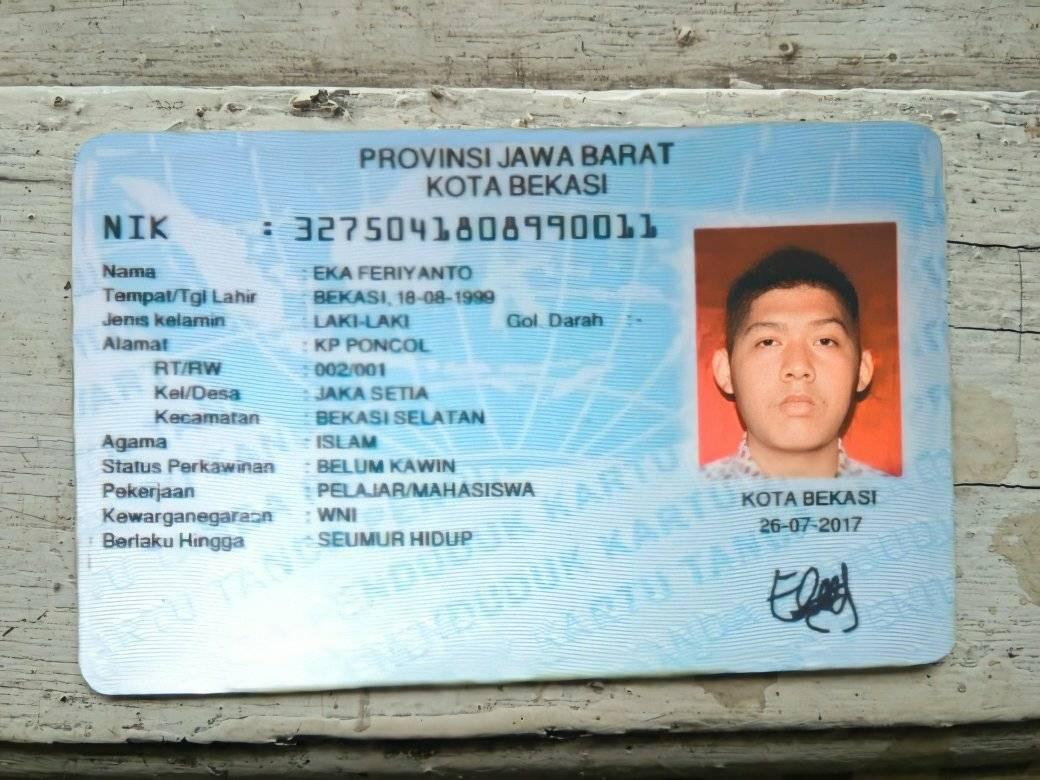 PROVINSI JAWA BARAT
KOTA BEKASI
NIK : 3275041808990011
Nama : EKA FERIYANTO
Tempat/Tgl Lahir : BEKASI, 18-08-1999
Jenis kelamin : LAKI-LAKI Gol. Darah : -
Alamat : KP PONCOL
RT/RW : 002/001
Kel/Desa : JAKA SETIA
Kecamatan : BEKASI SELATAN
Agama : ISLAM
Status Perkawinan : BELUM KAWIN
Pekerjaan : PELAJAR/MAHASISWA
Kewarganegaraan : WNI
Berlaku Hingga : SEUMUR HIDUP
KOTA BEKASI
26-07-2017